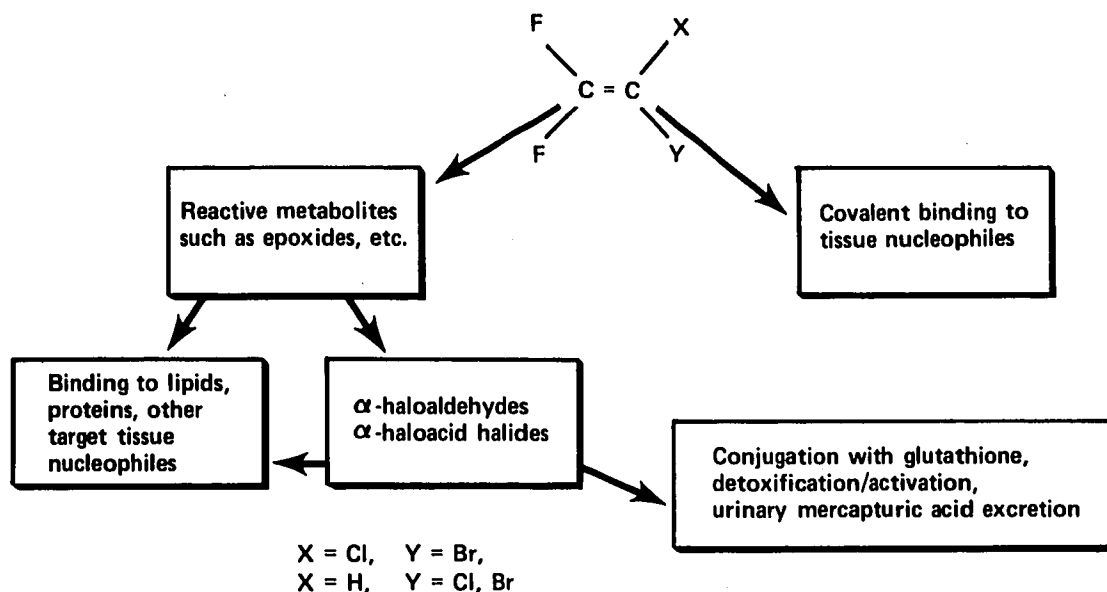 F
X
C = C
F
Y
Reactive metabolites
such as epoxides, etc.
Covalent binding to
tissue nucleophiles
Binding to lipids,
proteins, other
target tissue
nucleophiles
α-haloaldehydes
α-haloacid halides
Conjugation with glutathione,
detoxification/activation,
urinary mercapturic acid excretion
X = Cl, Y = Br,
X = H, Y = Cl, Br